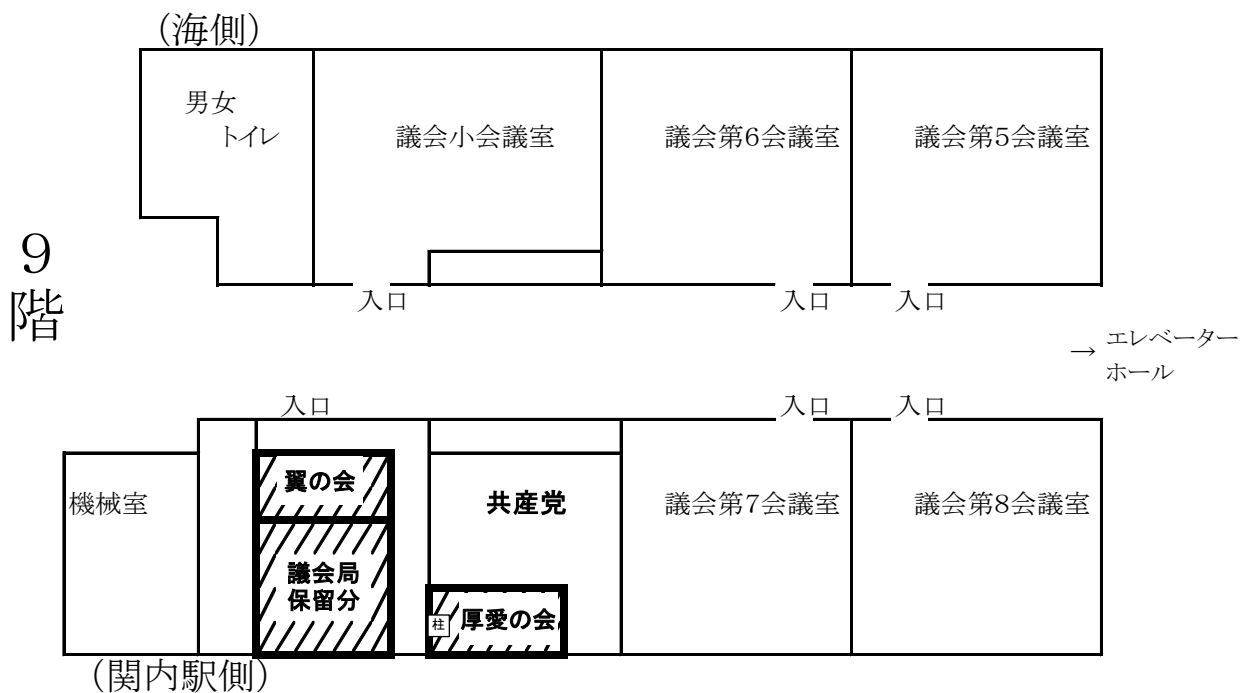 (海側)
男女
トイレ
議会小会議室
議会第6会議室
議会第5会議室
9
階
入口
入口
入口
→ エレベーター
ホール
入口
入口
入口
機械室
翼の会
共産党
議会第7会議室
議会第8会議室
議会局
保留分
柱
厚愛の会
(関内駅側)